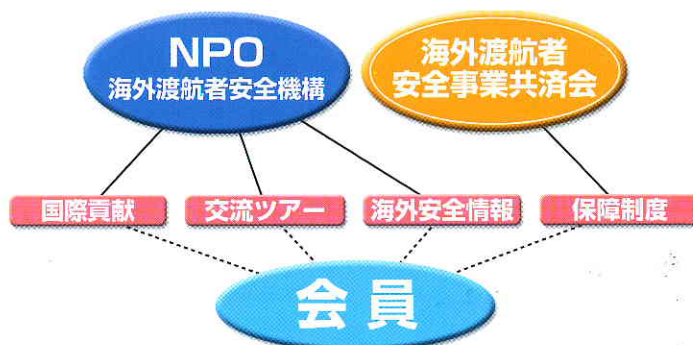 NPO
海外渡航者安全機構
海外渡航者
安全事業共済会
国際貢献
交流ツアー
海外安全情報
保障制度
会員